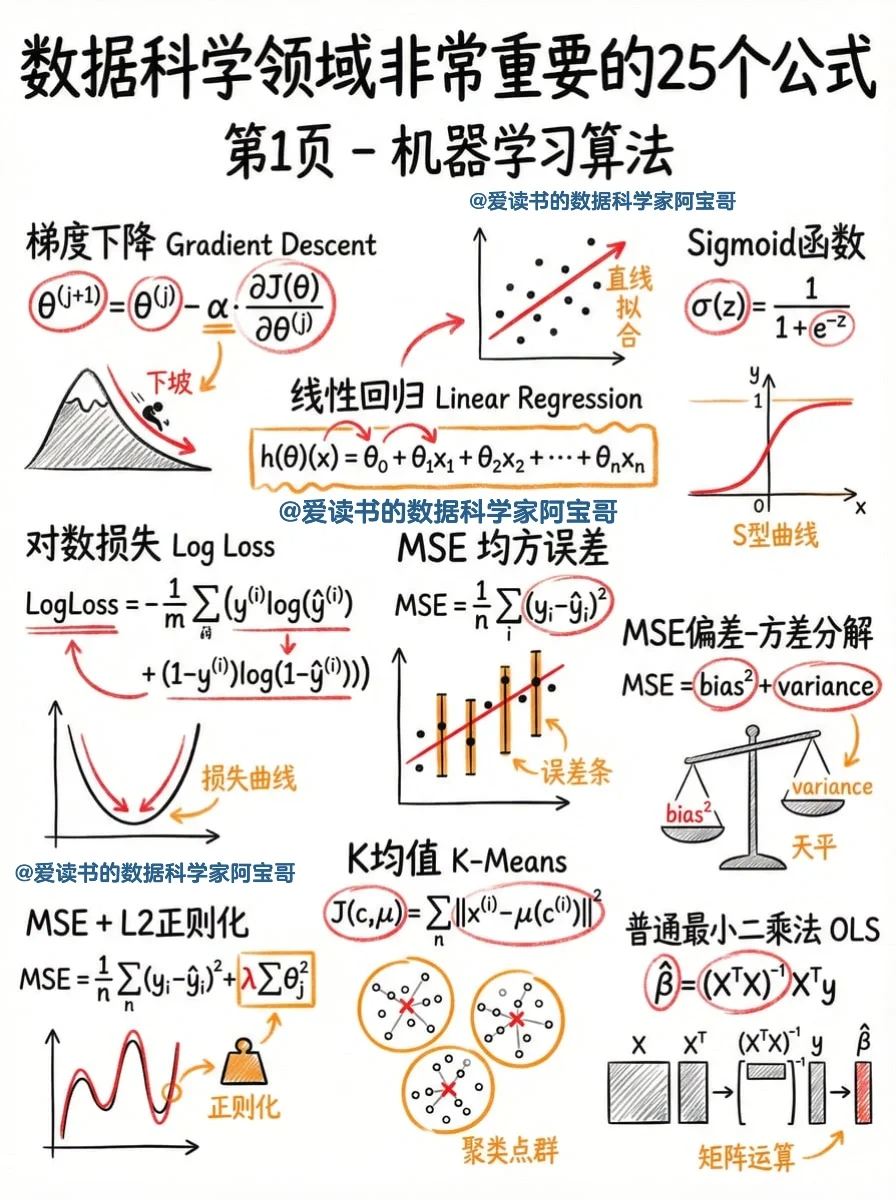 数据科学领域非常重要的25个公式
第1页 - 机器学习算法
@爱读书的数据科学家阿宝哥
梯度下降 Gradient Descent
θ^(j+1) = θ^(j) - α · ∂J(θ) / ∂θ^(j)
下坡
直线
拟
合
Sigmoid函数
σ(z) = 1 / 1+e^-z
y
1
0
x
S型曲线
线性回归 Linear Regression
h(θ)(x) = θ₀ + θ₁x₁ + θ₂x₂ + ··· + θₙxₙ
@爱读书的数据科学家阿宝哥
对数损失 Log Loss
LogLoss = - 1/m ∑ (y^(i)log(ŷ^(i))
+ (1-y^(i))log(1-ŷ^(i))))
损失曲线
MSE 均方误差
MSE = 1/n ∑_i (y_i-ŷ_i)²
误差条
MSE偏差-方差分解
MSE = bias² + variance
bias²
variance
天平
@爱读书的数据科学家阿宝哥
MSE + L2正则化
MSE = 1/n ∑_n (y_i-ŷ_i)² + λ∑θ_j²
正则化
K均值 K-Means
J(c,μ) = ∑_n ||x^(i)-μ(c^(i))||²
聚类点群
普通最小二乘法 OLS
β̂ = (XᵀX)⁻¹Xᵀy
X Xᵀ (XᵀX)⁻¹ y β̂
-1
矩阵运算